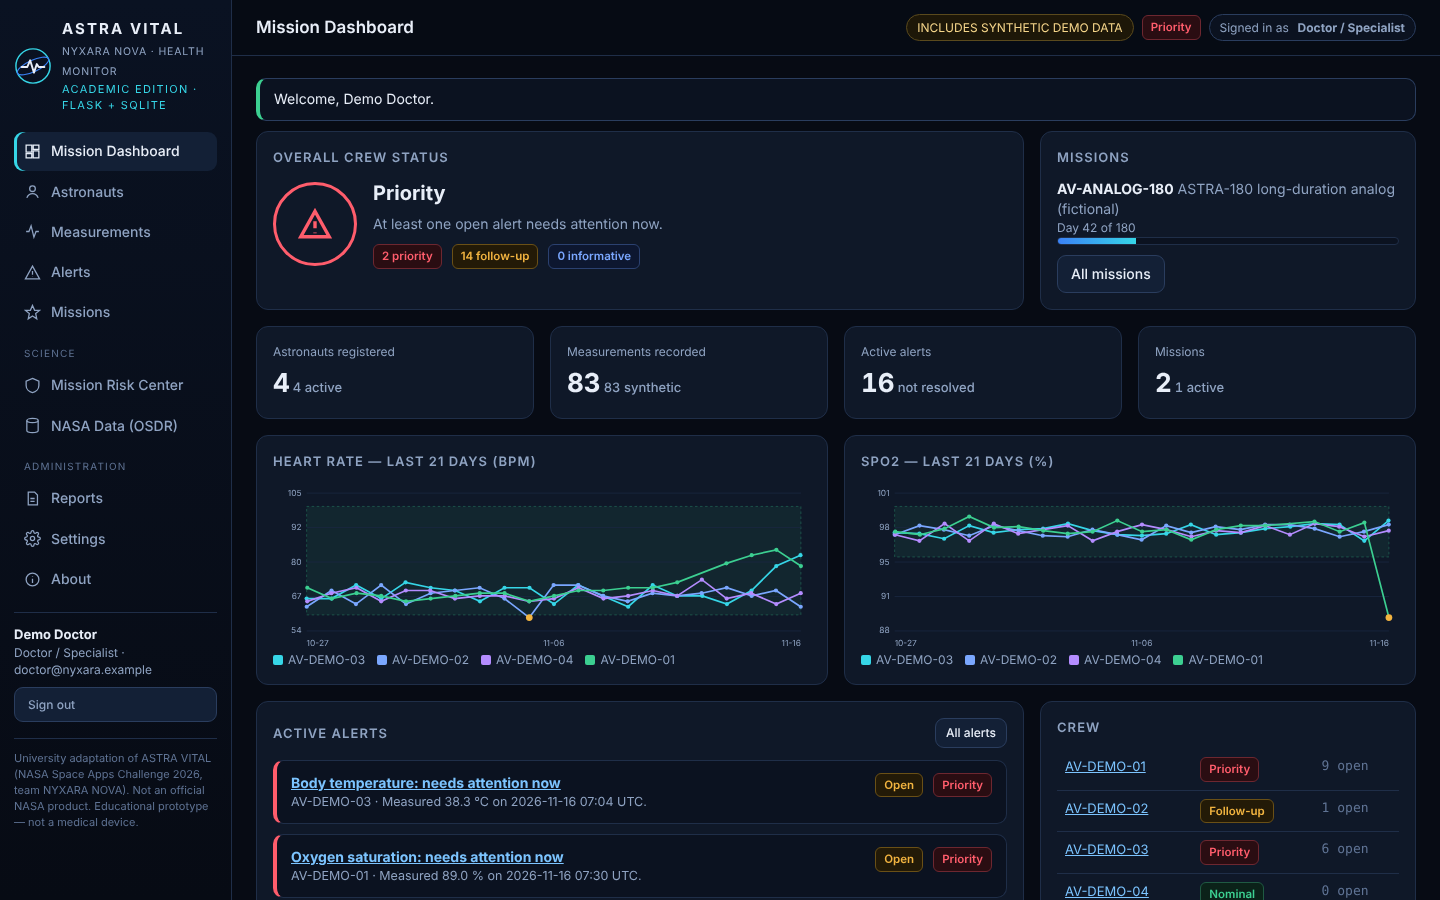 ASTRA VITAL
NYXARA NOVA · HEALTH
MONITOR
ACADEMIC EDITION ·
FLASK + SQLITE
Mission Dashboard
Astronauts
Measurements
Alerts
Missions
SCIENCE
Mission Risk Center
NASA Data (OSDR)
ADMINISTRATION
Reports
Settings
About
Demo Doctor
Doctor / Specialist ·
doctor@nyxara.example
Sign out
University adaptation of ASTRA VITAL
(NASA Space Apps Challenge 2026,
team NYXARA NOVA). Not an official
NASA product. Educational prototype
— not a medical device.
Mission Dashboard
INCLUDES SYNTHETIC DEMO DATA
Priority
Signed in as Doctor / Specialist
Welcome, Demo Doctor.
OVERALL CREW STATUS
Priority
At least one open alert needs attention now.
2 priority
14 follow-up
0 informative
MISSIONS
AV-ANALOG-180 ASTRA-180 long-duration analog
(fictional)
Day 42 of 180
All missions
Astronauts registered
4 4 active
Measurements recorded
83 83 synthetic
Active alerts
16 not resolved
Missions
2 1 active
HEART RATE — LAST 21 DAYS (BPM)
105
92
80
67
54
10-27 11-06 11-16
AV-DEMO-03 AV-DEMO-02 AV-DEMO-04 AV-DEMO-01
SPO2 — LAST 21 DAYS (%)
101
98
95
91
88
10-27 11-06 11-16
AV-DEMO-03 AV-DEMO-02 AV-DEMO-04 AV-DEMO-01
ACTIVE ALERTS
All alerts
Body temperature: needs attention now
AV-DEMO-03 · Measured 38.3 °C on 2026-11-16 07:04 UTC.
Open
Priority
Oxygen saturation: needs attention now
AV-DEMO-01 · Measured 89.0 % on 2026-11-16 07:30 UTC.
Open
Priority
CREW
AV-DEMO-01 Priority 9 open
AV-DEMO-02 Follow-up 1 open
AV-DEMO-03 Priority 6 open
AV-DEMO-04 Nominal 0 open